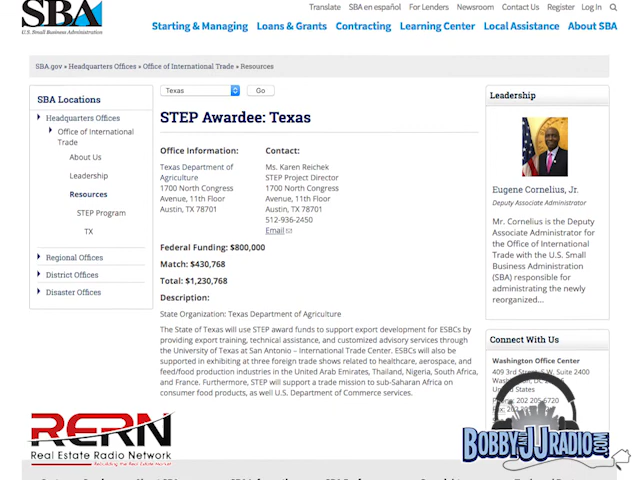 SBA
U.S. Small Business Administration
Translate SBA en español For Lenders Newsroom Contact Us Register Log In
Starting & Managing Loans & Grants Contracting Learning Center Local Assistance About SBA
SBA.gov » Headquarters Offices » Office of International Trade » Resources
SBA Locations
Headquarters Offices
Office of International
Trade
About Us
Leadership
Resources
STEP Program
TX
Regional Offices
District Offices
Disaster Offices
Texas Go
STEP Awardee: Texas
Office Information:
Texas Department of
Agriculture
1700 North Congress
Avenue, 11th Floor
Austin, TX 78701
Contact:
Ms. Karen Reichek
STEP Project Director
1700 North Congress
Avenue, 11th Floor
Austin, TX 78701
512-936-2450
Email
Federal Funding: $800,000
Match: $430,768
Total: $1,230,768
Description:
State Organization: Texas Department of Agriculture
The State of Texas will use STEP award funds to support export development for ESBCs by
providing export training, technical assistance, and customized advisory services through
the University of Texas at San Antonio – International Trade Center. ESBCs will also be
supported in exhibiting at three foreign trade shows related to healthcare, aerospace, and
feed/food production industries in the United Arab Emirates, Thailand, Nigeria, South Africa,
and France. Furthermore, STEP will support a trade mission to sub-Saharan Africa on
consumer food products, as well U.S. Department of Commerce services.
Leadership
Eugene Cornelius, Jr.
Deputy Associate Administrator
Mr. Cornelius is the Deputy
Associate Administrator for
the Office of International
Trade with the U.S. Small
Business Administration
(SBA) responsible for
administrating the newly
reorganized...
Connect With Us
Washington Office Center
409 3rd Street, S.W. Suite 2400
United States
Phone: 202 205-6720
RERN
Real Estate Radio Network
Rebuilding the Real Estate Market
BOBBYANDJJRADIO.COM